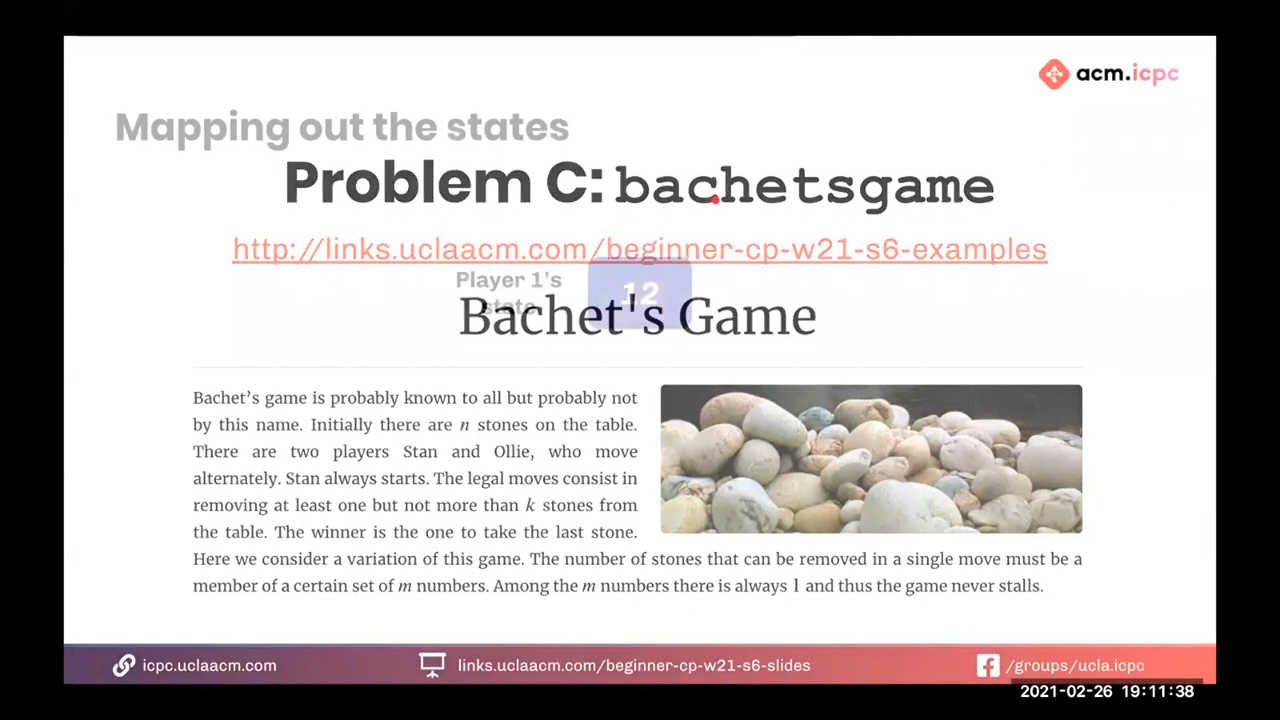 acm.icpc
Mapping out the states
Problem C: bachetsgame
http://links.uclaacm.com/beginner-cp-w21-s6-examples
Player 1's
state
12
Bachet's Game
Bachet’s game is probably known to all but probably not
by this name. Initially there are n stones on the table.
There are two players Stan and Ollie, who move
alternately. Stan always starts. The legal moves consist in
removing at least one but not more than k stones from
the table. The winner is the one to take the last stone.
Here we consider a variation of this game. The number of stones that can be removed in a single move must be a
member of a certain set of m numbers. Among the m numbers there is always 1 and thus the game never stalls.
icpc.uclaacm.com
links.uclaacm.com/beginner-cp-w21-s6-slides
/groups/ucla.icpc
2021-02-26 19:11:38